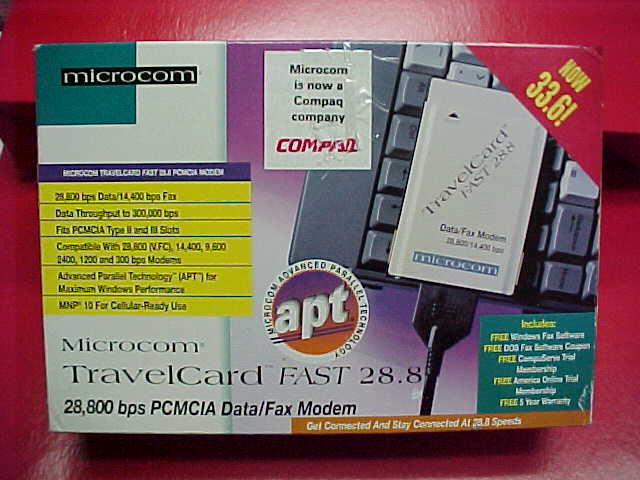 microcom
Microcom
is now a
Compaq
company
COMPAQ
NOW
33.6!
MICROCOM TRAVELCARD FAST 28.8 PCMCIA MODEM
28,800 bps Data/14,400 bps Fax
Data Throughput to 300,000 bps
Fits PCMCIA Type II and III Slots
Compatible With 28,800 (V.FC), 14,400, 9,600
2400, 1200 and 300 bps Modems
Advanced Parallel Technology™ (APT™) for
Maximum Windows Performance
MNP® 10 For Cellular-Ready Use
TravelCard™
FAST 28.8
Data/Fax Modem
28,800/14,400 bps
microcom
MICROCOM ADVANCED PARALLEL TECHNOLOGY
apt
Microcom®
TravelCard™ FAST 28.8
28,800 bps PCMCIA Data/Fax Modem
Includes:
FREE Windows Fax Software
FREE DOS Fax Software Coupon
FREE CompuServe Trial
Membership
FREE America Online Trial
Membership
FREE 5 Year Warranty
Get Connected And Stay Connected At 28.8 Speeds